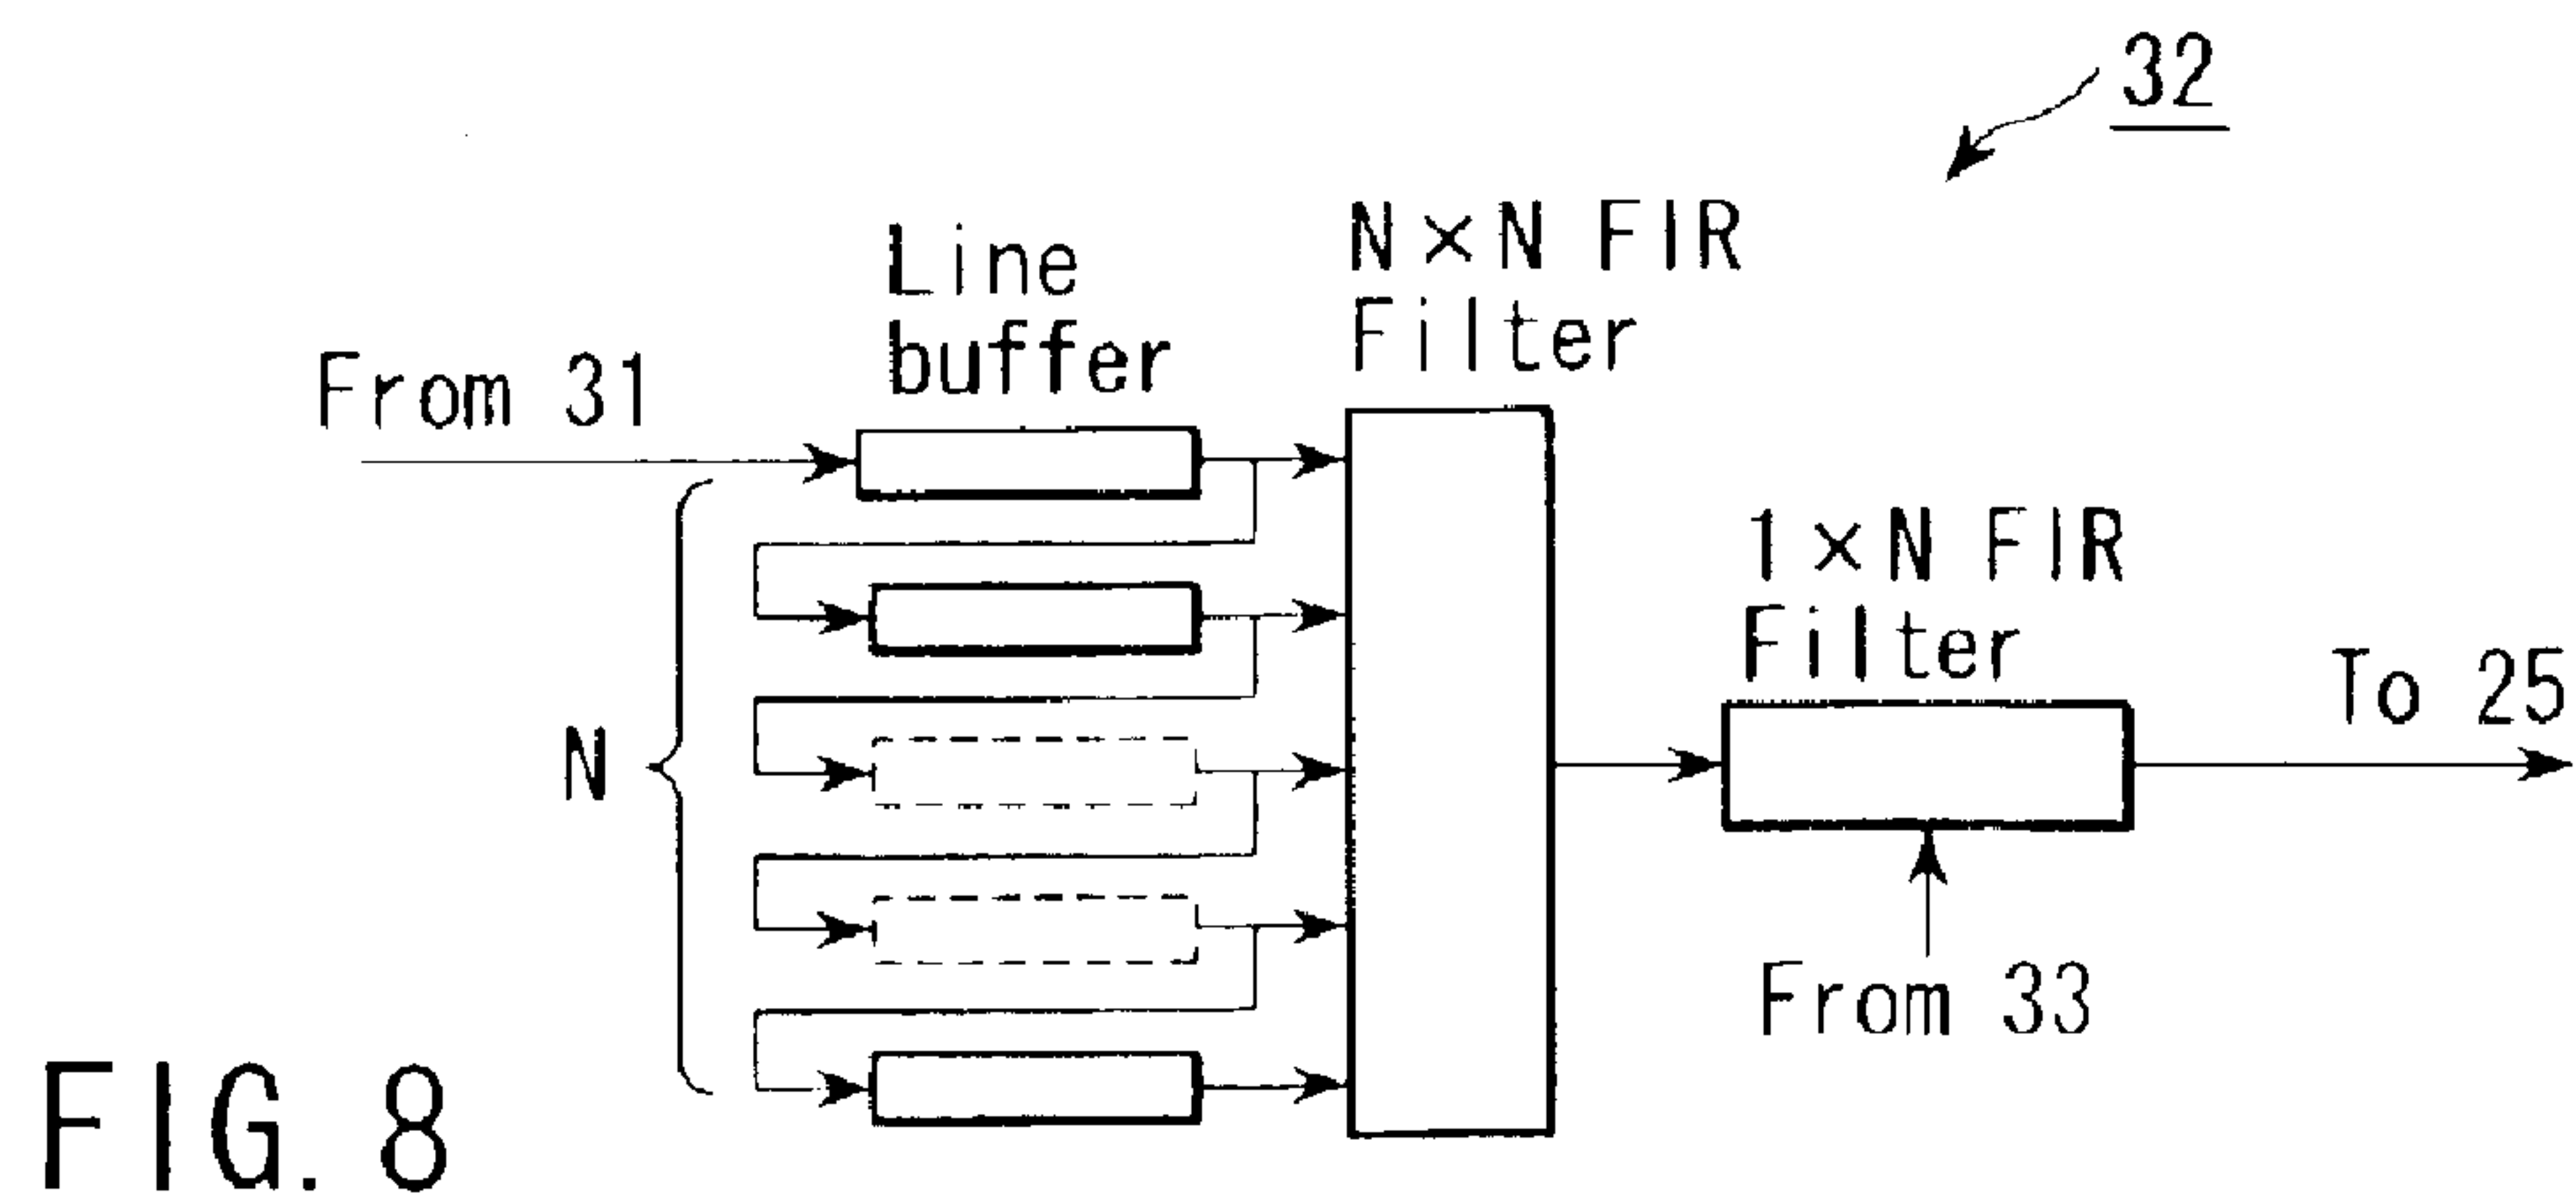 32
N×N FIR
Filter
Line
buffer
From 31
1×N FIR
Filter
To 25
N
From 33
FIG. 8